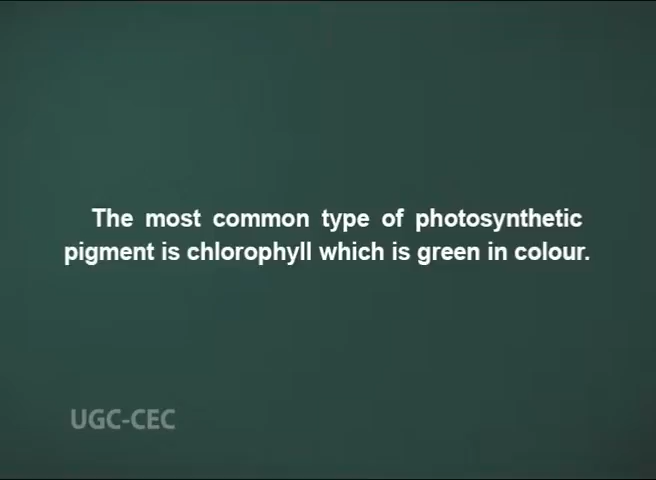 The most common type of photosynthetic
pigment is chlorophyll which is green in colour.
UGC-CEC